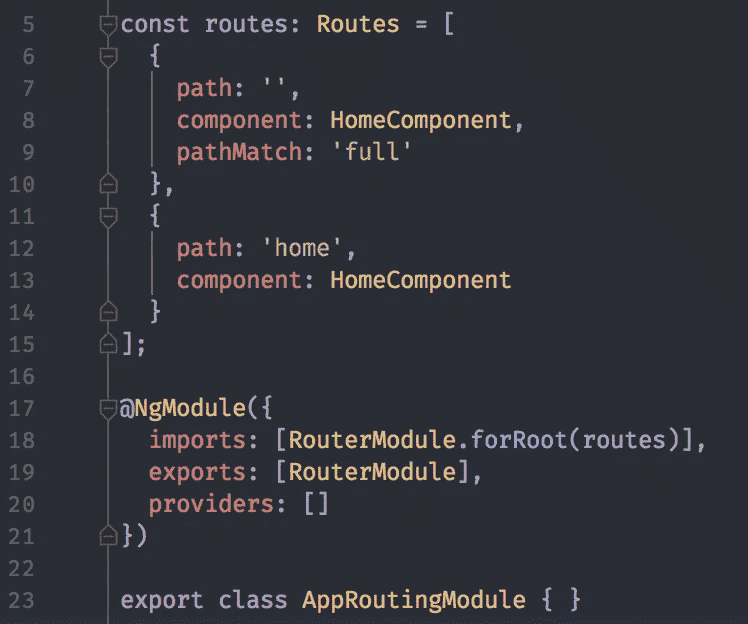 5 const routes: Routes = [
6   {
7     path: '',
8     component: HomeComponent,
9     pathMatch: 'full'
10   },
11   {
12     path: 'home',
13     component: HomeComponent
14   }
15 ];
16
17 @NgModule({
18   imports: [RouterModule.forRoot(routes)],
19   exports: [RouterModule],
20   providers: []
21 })
22
23 export class AppRoutingModule { }